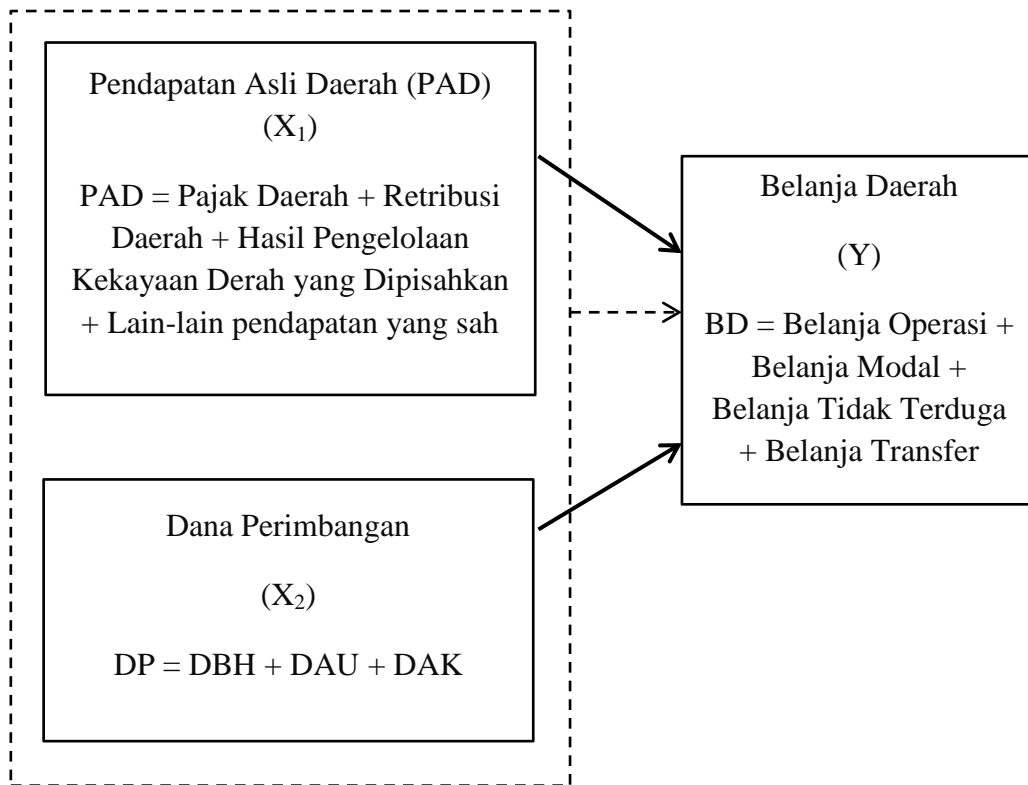 Pendapatan Asli Daerah (PAD)
(X₁)
PAD = Pajak Daerah + Retribusi
Daerah + Hasil Pengelolaan
Kekayaan Derah yang Dipisahkan
+ Lain-lain pendapatan yang sah
Dana Perimbangan
(X₂)
DP = DBH + DAU + DAK
Belanja Daerah
(Y)
BD = Belanja Operasi +
Belanja Modal +
Belanja Tidak Terduga
+ Belanja Transfer